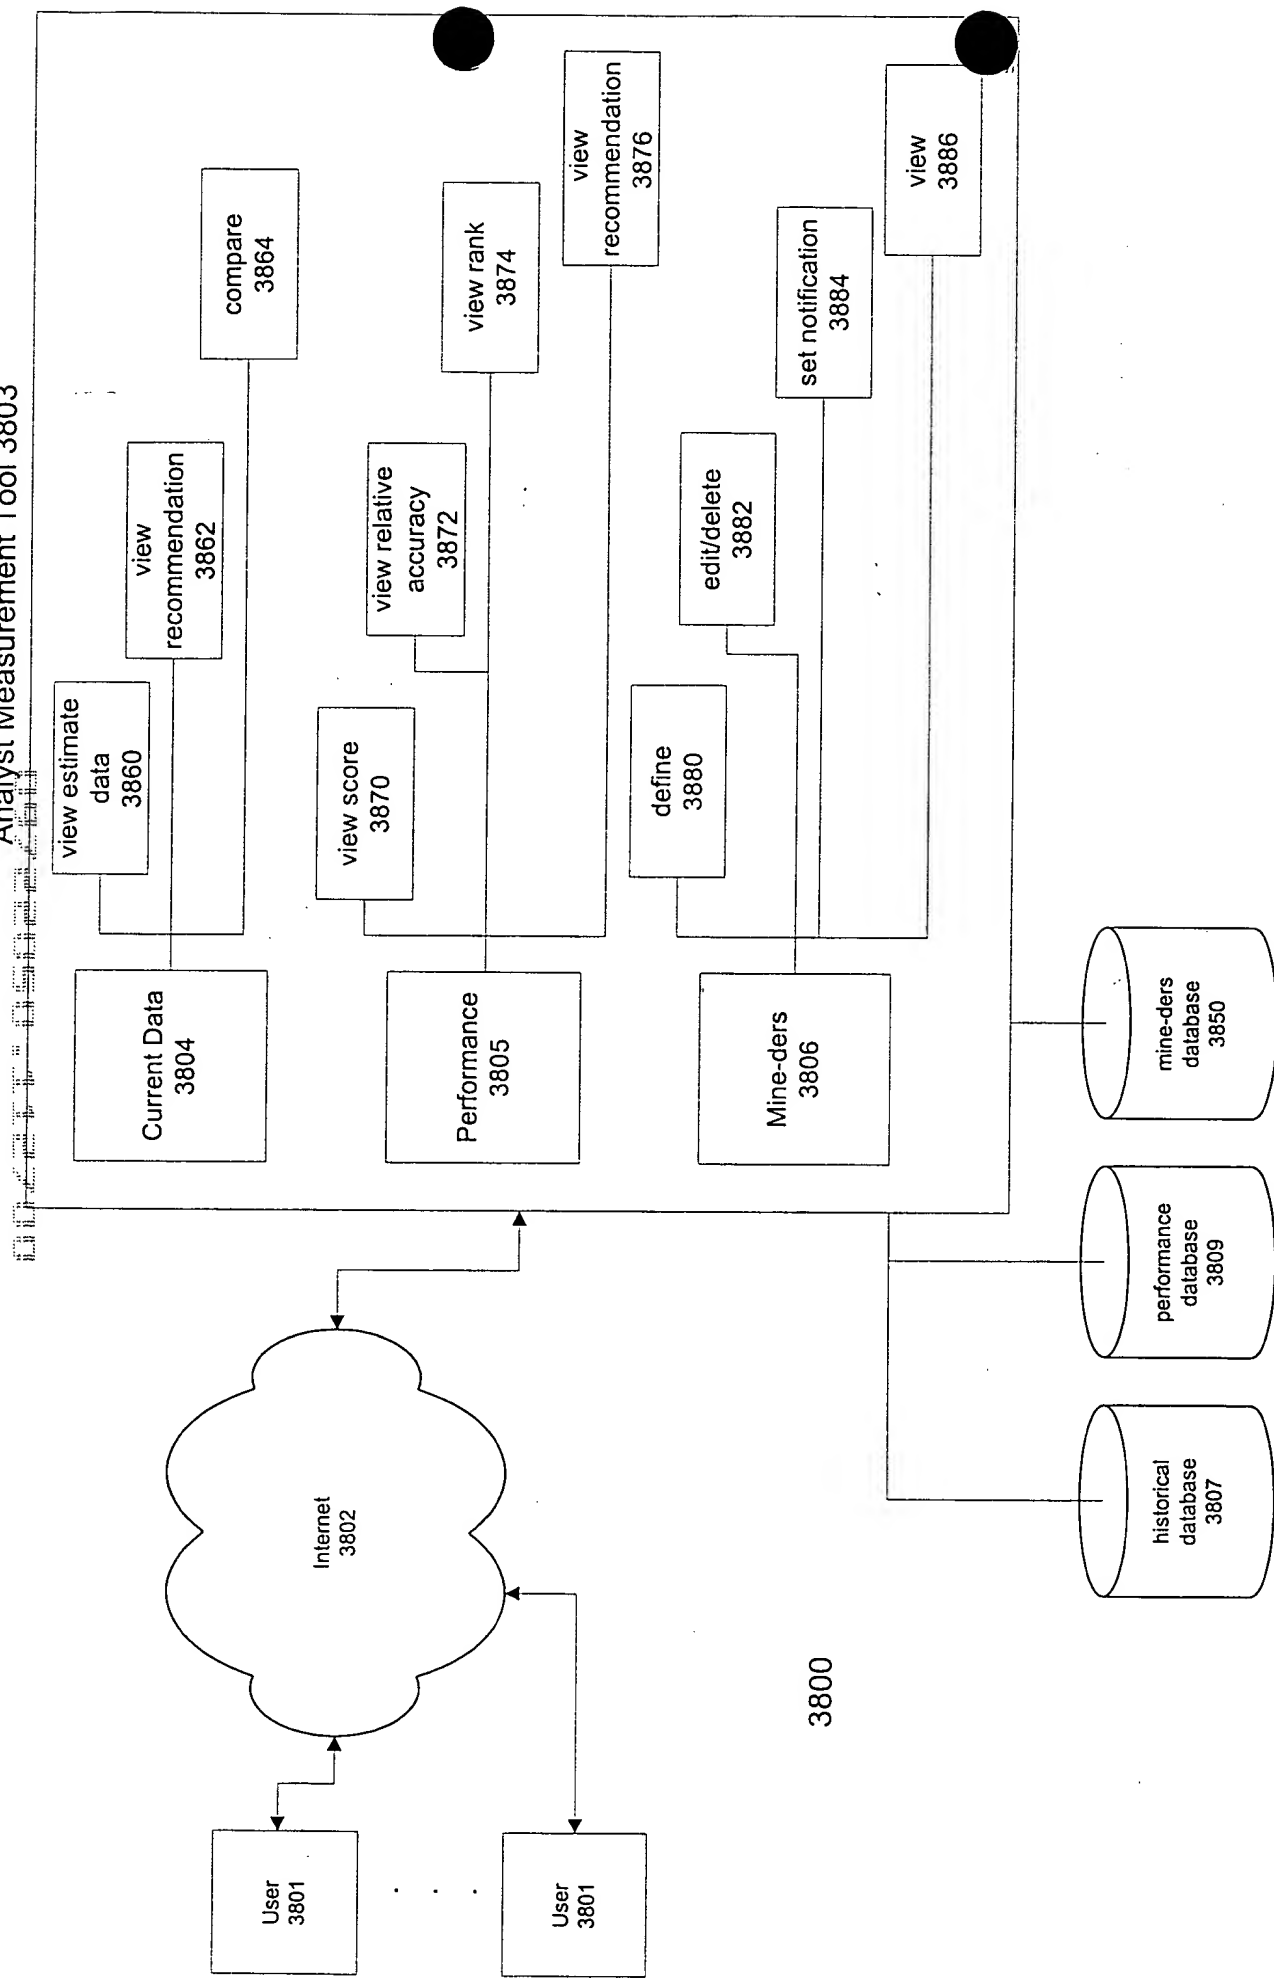 Analyst Measurement Tool 3803
view estimate
data
3860
view
recommendation
3862
compare
3864
Current Data
3804
view score
3870
view relative
accuracy
3872
view rank
3874
view
recommendation
3876
Performance
3805
define
3880
edit/delete
3882
set notification
3884
view
3886
Mine-ders
3806
Internet
3802
User
3801
. . .
User
3801
3800
historical
database
3807
performance
database
3809
mine-ders
database
3850